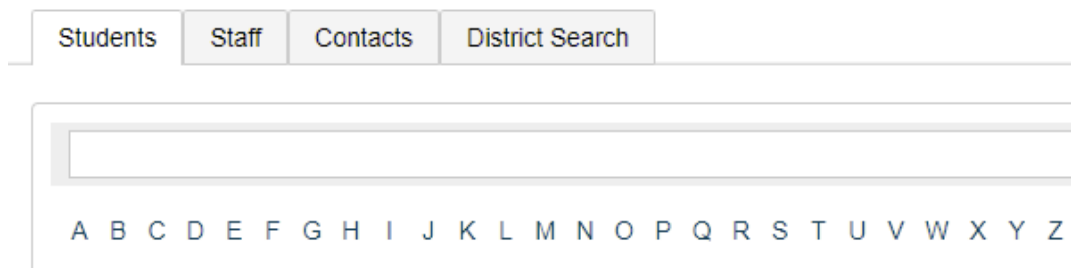 Students Staff Contacts District Search
A B C D E F G H I J K L M N O P Q R S T U V W X Y Z